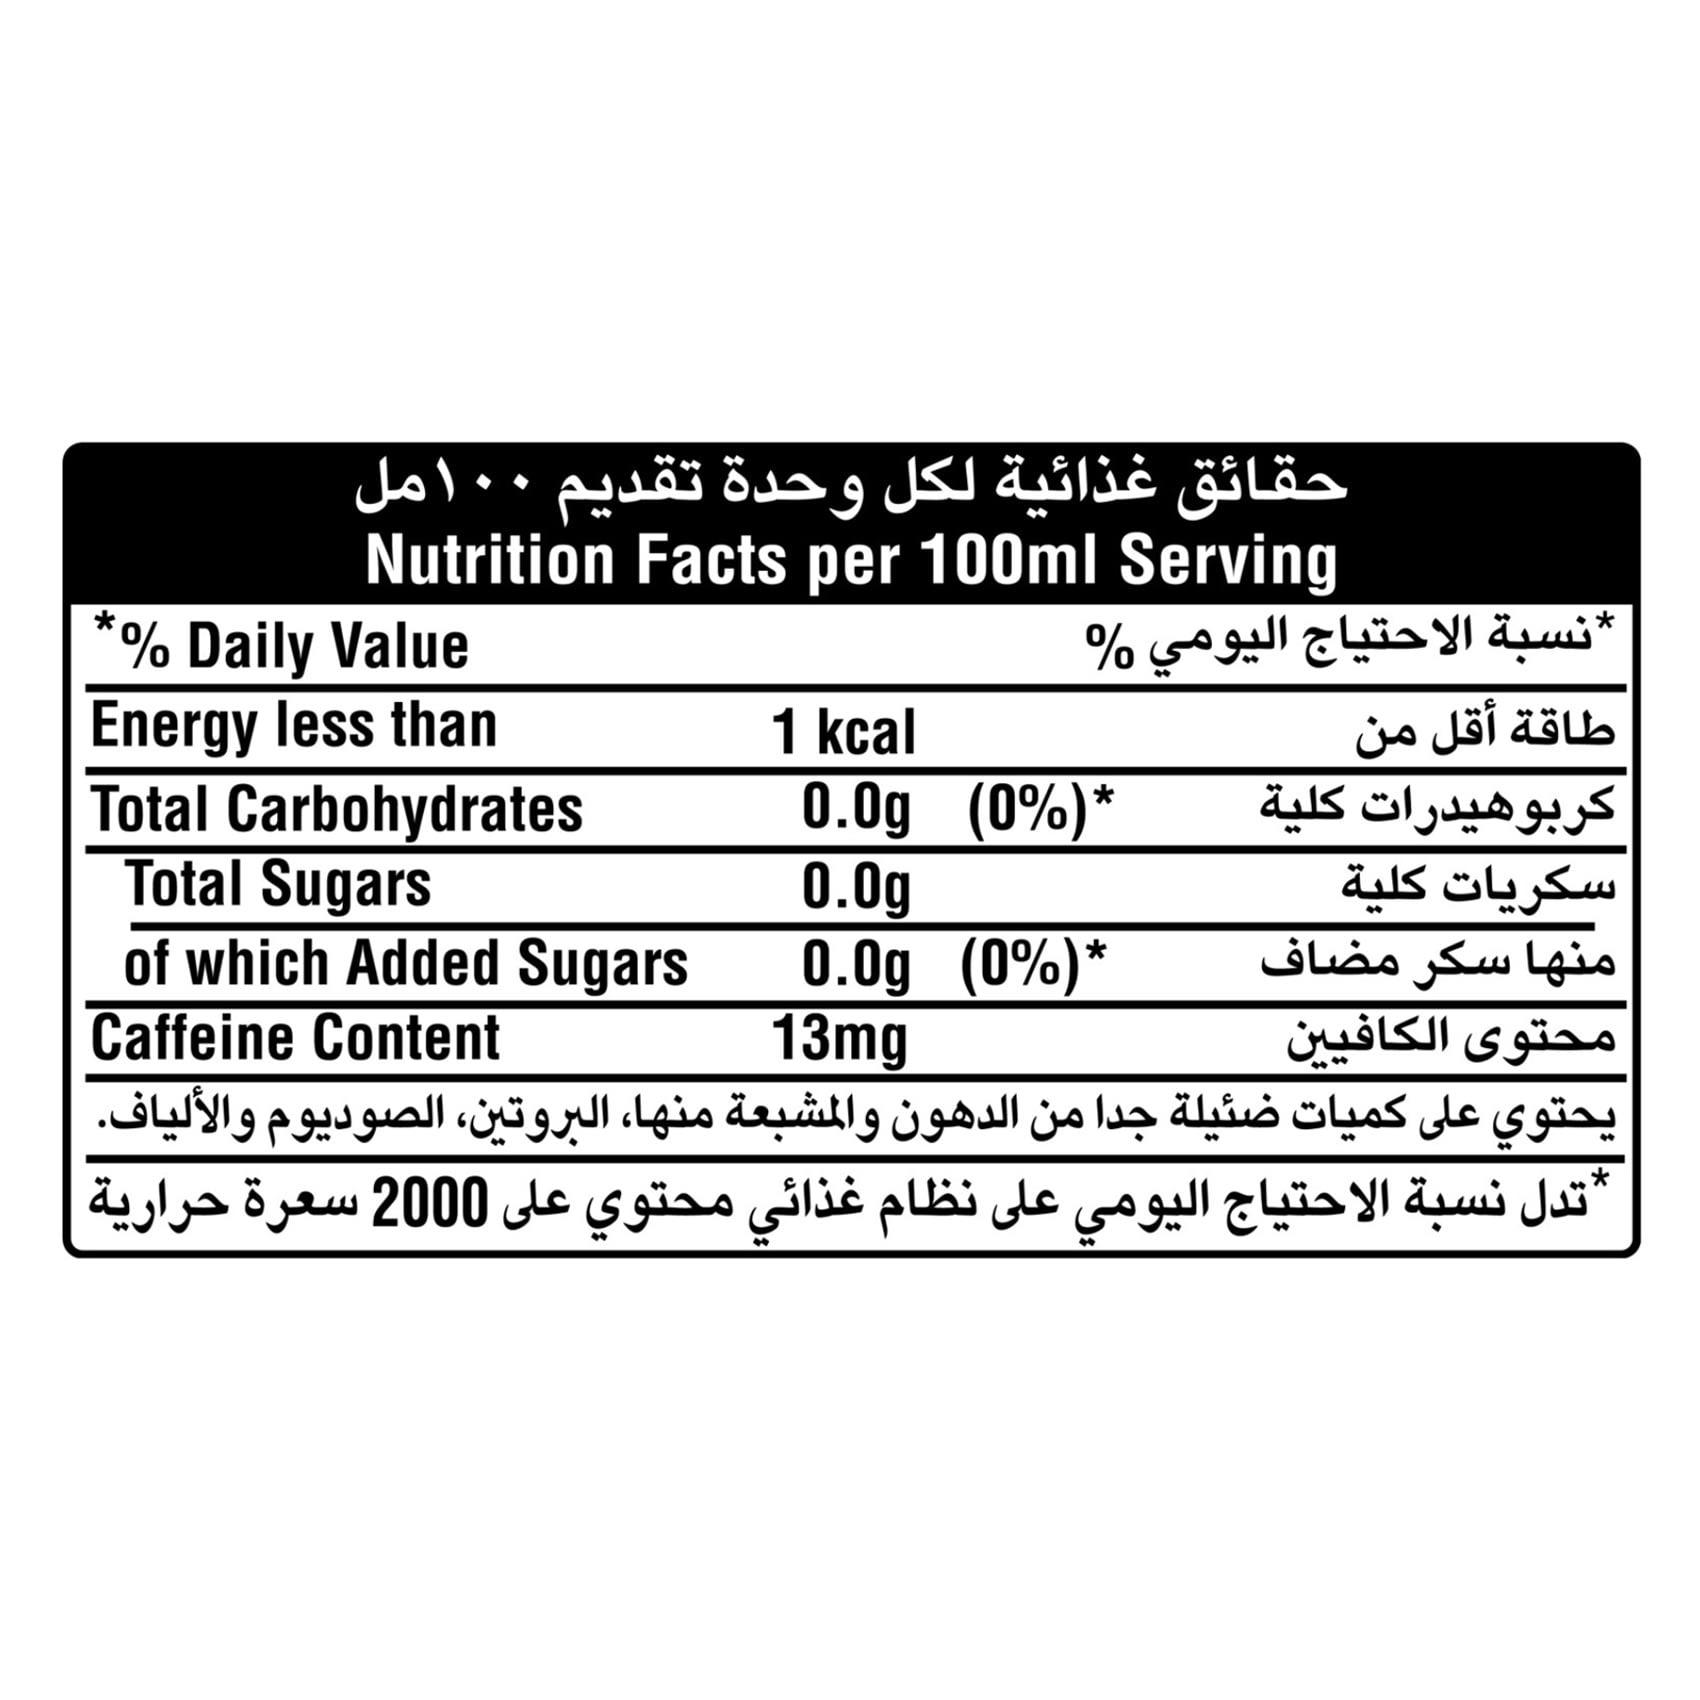 حقائق غذائية لكل وحدة تقديم ١٠٠مل
Nutrition Facts per 100ml Serving
*% Daily Value *نسبة الاحتياج اليومي %
Energy less than 1 kcal طاقة أقل من
Total Carbohydrates 0.0g (0%)* كربوهيدرات كلية
Total Sugars 0.0g سكريات كلية
of which Added Sugars 0.0g (0%)* منها سكر مضاف
Caffeine Content 13mg محتوى الكافيين
يحتوي على كميات ضئيلة جدا من الدهون والمشبعة منها، البروتين، الصوديوم والألياف.
*تدل نسبة الاحتياج اليومي على نظام غذائي محتوي على 2000 سعرة حرارية